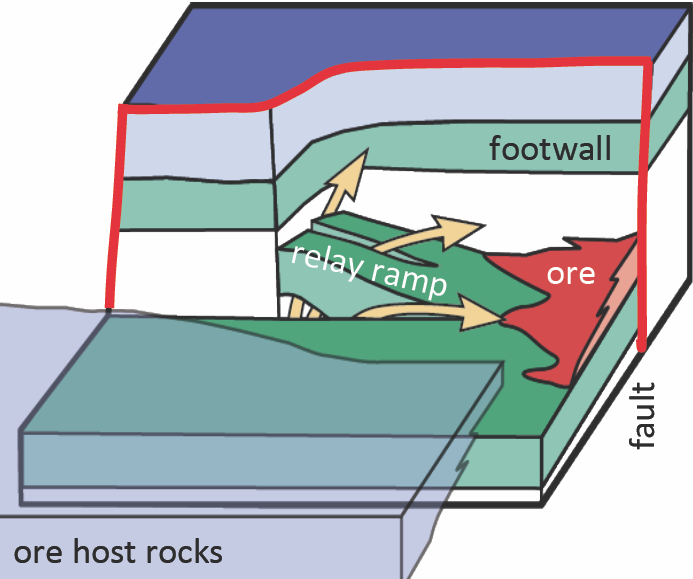 footwall
relay ramp
ore
fault
ore host rocks